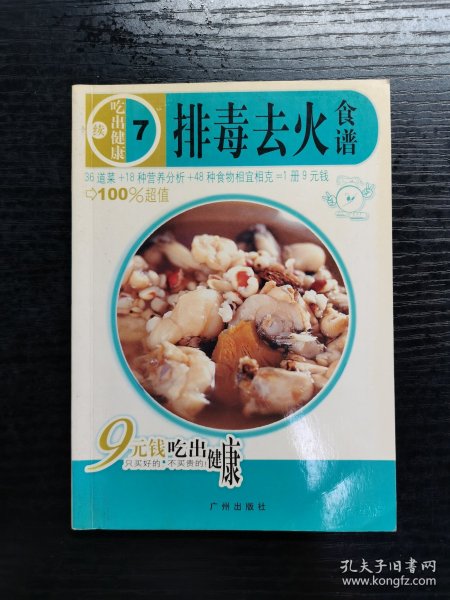 续
吃出健康
7
排毒去火
食谱
36道菜+18种营养分析+48种食物相宜相克=1册9元钱
⇨100%超值
9元钱吃出健康
只买好的·不买贵的!
广州出版社
孔夫子旧书网
www.kongfz.com